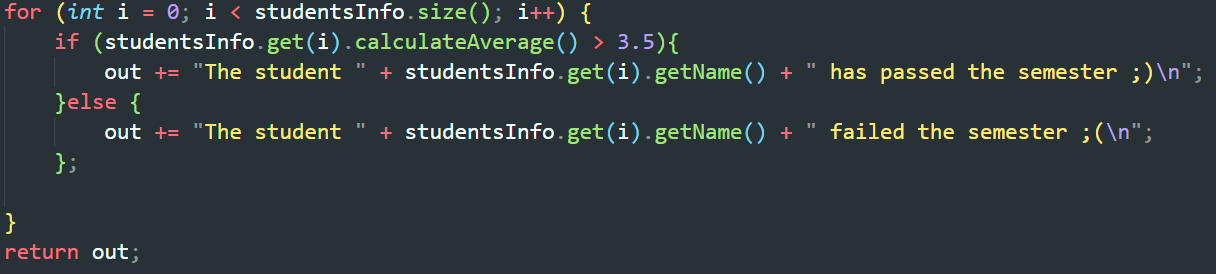 for (int i = 0; i < studentsInfo.size(); i++) {
    if (studentsInfo.get(i).calculateAverage() > 3.5){
        out += "The student " + studentsInfo.get(i).getName() + " has passed the semester ;)\n";
    }else {
        out += "The student " + studentsInfo.get(i).getName() + " failed the semester ;(\n";
    };
}
return out;